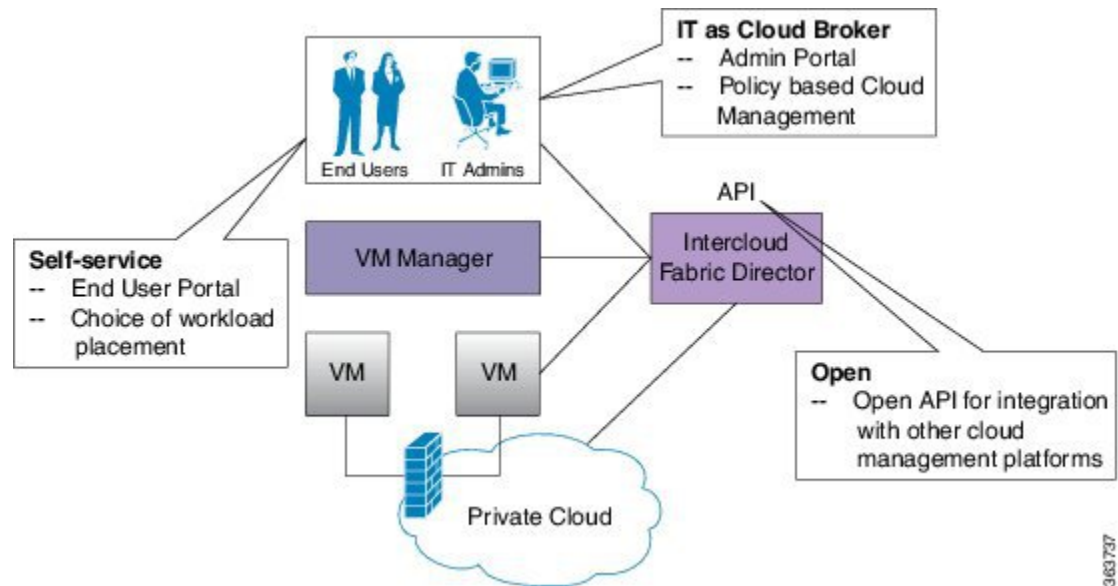 IT as Cloud Broker
-- Admin Portal
-- Policy based Cloud
Management
End Users
IT Admins
API
Self-service
-- End User Portal
-- Choice of workload
placement
VM Manager
Intercloud
Fabric Director
VM
VM
Open
-- Open API for integration
with other cloud
management platforms
Private Cloud
363737